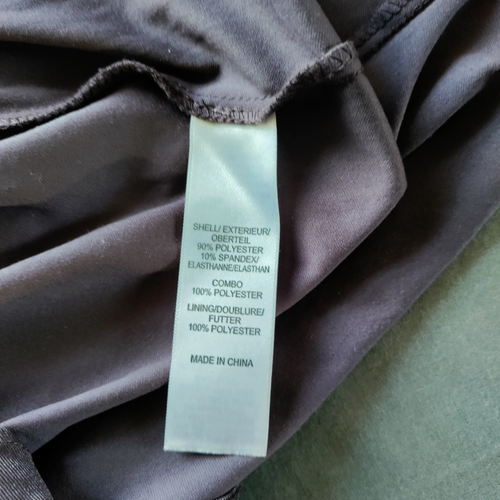 SHELL/ EXTERIEUR/
OBERTEIL
90% POLYESTER
10% SPANDEX/
ELASTHANNE/ELASTHAN
COMBO
100% POLYESTER
LINING/DOUBLURE/
FUTTER
100% POLYESTER
MADE IN CHINA